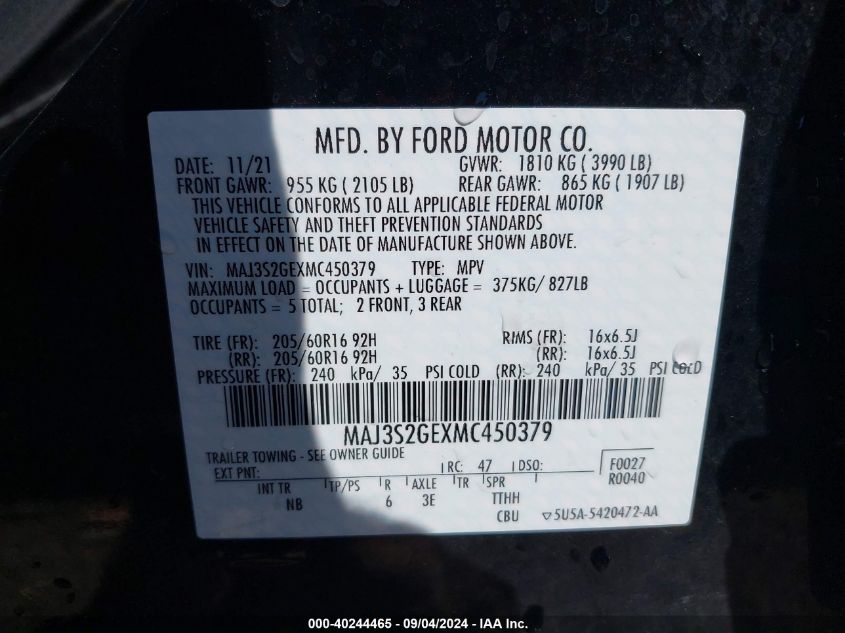 MFD. BY FORD MOTOR CO.
DATE: 11/21 GVWR: 1810 KG ( 3990 LB)
FRONT GAWR: 955 KG ( 2105 LB) REAR GAWR: 865 KG ( 1907 LB)
THIS VEHICLE CONFORMS TO ALL APPLICABLE FEDERAL MOTOR
VEHICLE SAFETY AND THEFT PREVENTION STANDARDS
IN EFFECT ON THE DATE OF MANUFACTURE SHOWN ABOVE.
VIN: MAJ3S2GEXMC450379 TYPE: MPV
MAXIMUM LOAD = OCCUPANTS + LUGGAGE = 375KG/ 827LB
OCCUPANTS = 5 TOTAL; 2 FRONT, 3 REAR
TIRE (FR): 205/60R16 92H RIMS (FR): 16x6.5J
(RR): 205/60R16 92H (RR): 16x6.5J
PRESSURE (FR): 240 kPa/ 35 PSI COLD (RR): 240 kPa/ 35 PSI COLD
MAJ3S2GEXMC450379
TRAILER TOWING - SEE OWNER GUIDE
EXT PNT: RC: 47 DSO: F0027
R0040
INT TR TP/PS R AXLE TR SPR
NB 6 3E TTHH
CBU ▽5U5A-5420472-AA
000-40244465 - 09/04/2024 - IAA Inc.